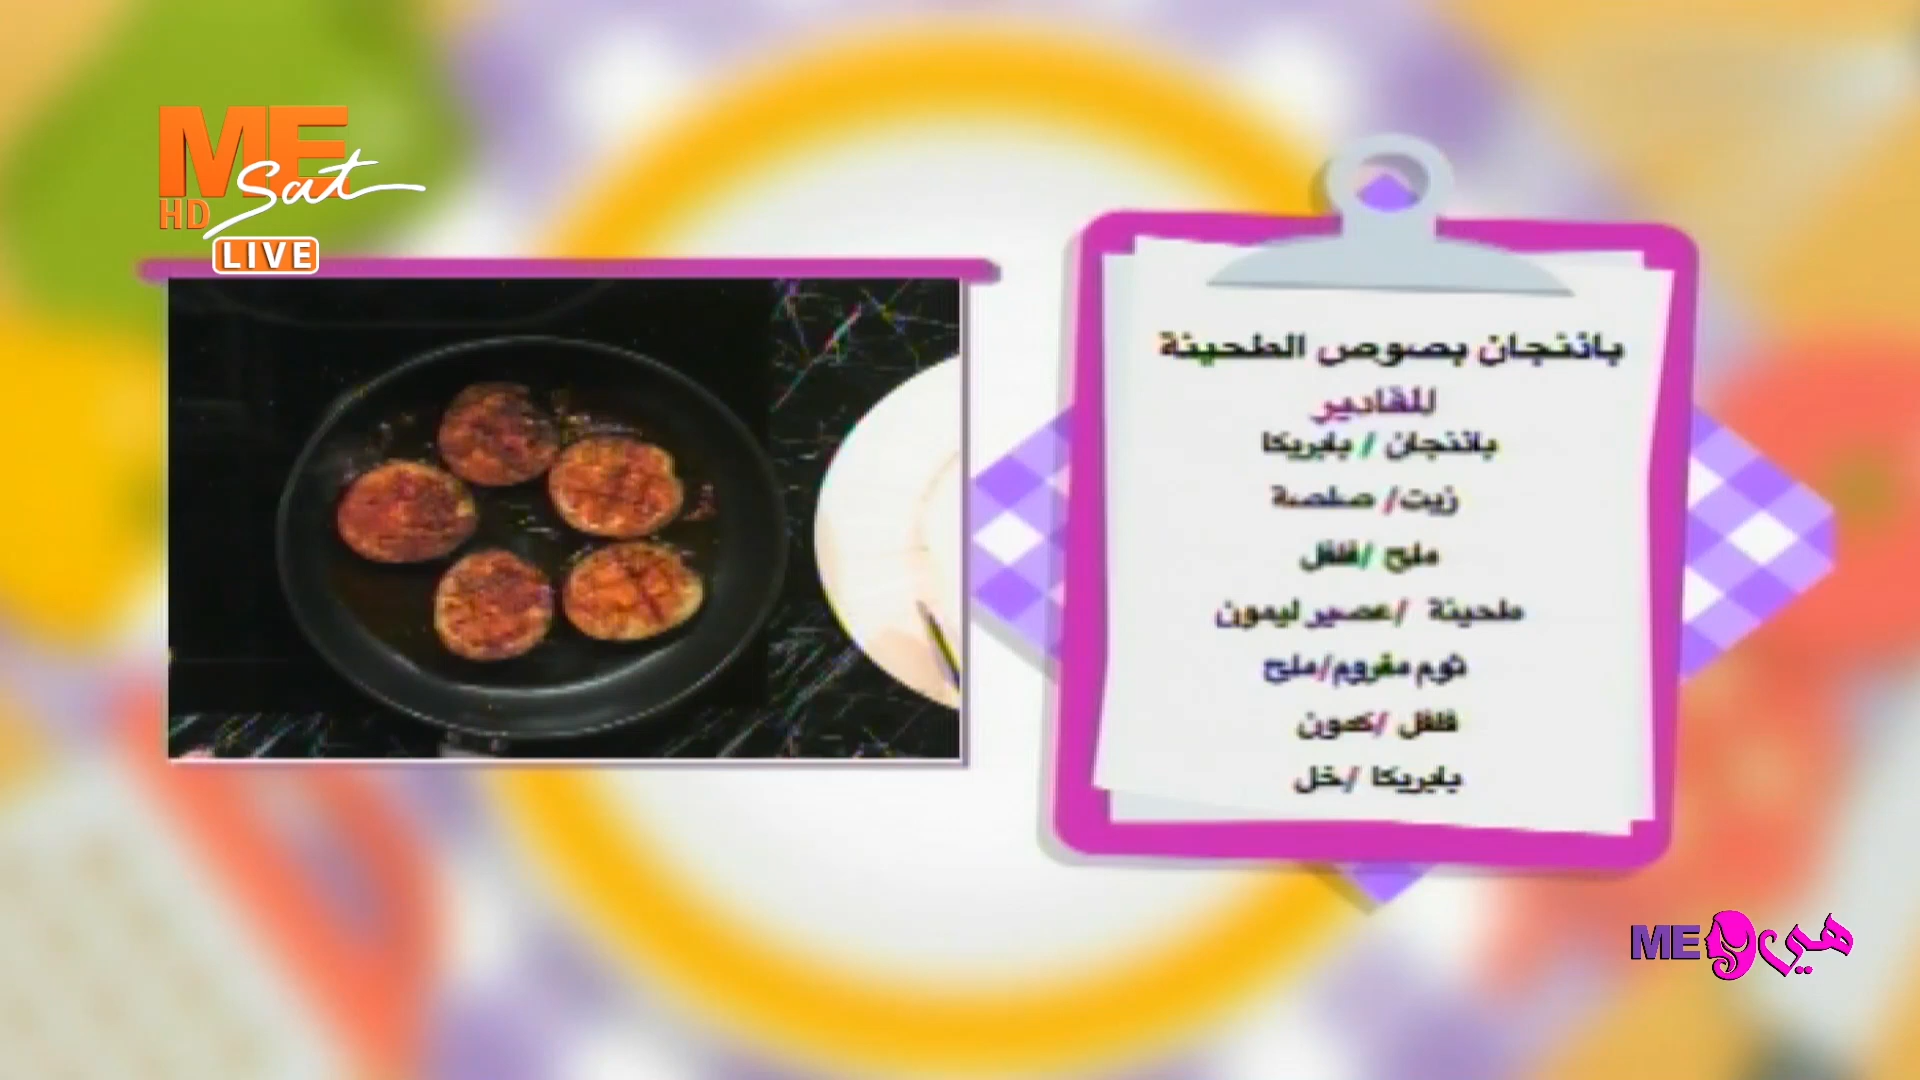 ME
Sat
HD
LIVE
باذنجان بصوص الطحينة
المقادير
باذنجان / بابريكا
زيت/ صلصة
ملح /فلفل
طحينة /عصير ليمون
ثوم مفروم/ملح
فلفل /كمون
بابريكا /خل
ME هي